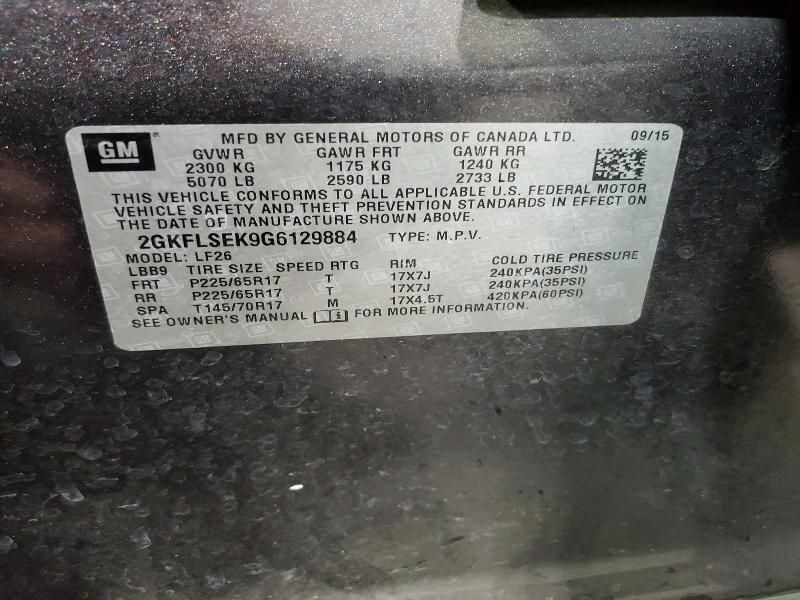 GM MFD BY GENERAL MOTORS OF CANADA LTD. 09/15
GVWR GAWR FRT GAWR RR
2300 KG 1175 KG 1240 KG
5070 LB 2590 LB 2733 LB
THIS VEHICLE CONFORMS TO ALL APPLICABLE U.S. FEDERAL MOTOR
VEHICLE SAFETY AND THEFT PREVENTION STANDARDS IN EFFECT ON
THE DATE OF MANUFACTURE SHOWN ABOVE.
2GKFLSEK9G6129884 TYPE: M.P.V.
MODEL: LF26
LBB9 TIRE SIZE SPEED RTG RIM COLD TIRE PRESSURE
FRT P225/65R17 T 17X7J 240KPA(35PSI)
RR P225/65R17 T 17X7J 240KPA(35PSI)
SPA T145/70R17 M 17X4.5T 420KPA(60PSI)
SEE OWNER'S MANUAL FOR MORE INFORMATION.